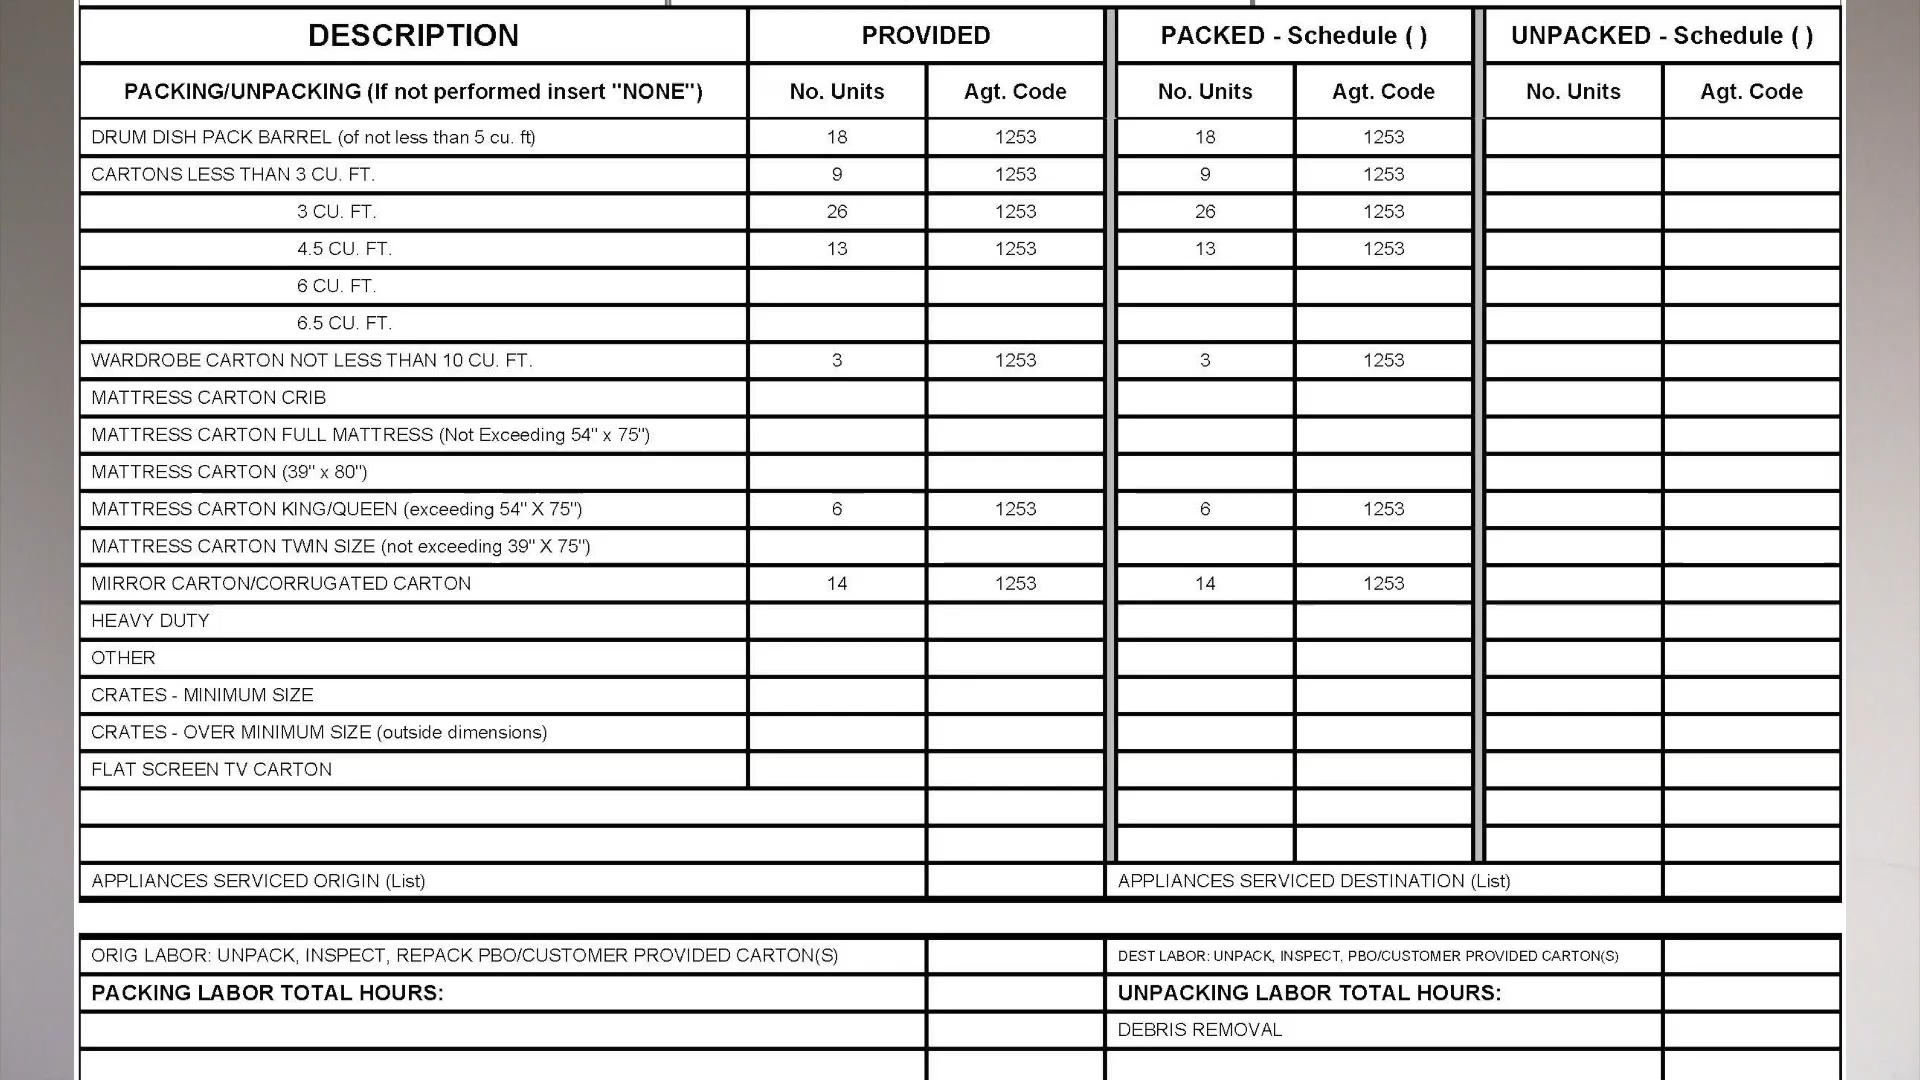 DESCRIPTION PROVIDED PACKED - Schedule ( ) UNPACKED - Schedule ( )
PACKING/UNPACKING (If not performed insert "NONE") No. Units Agt. Code No. Units Agt. Code No. Units Agt. Code
DRUM DISH PACK BARREL (of not less than 5 cu. ft) 18 1253 18 1253
CARTONS LESS THAN 3 CU. FT. 9 1253 9 1253
3 CU. FT. 26 1253 26 1253
4.5 CU. FT. 13 1253 13 1253
6 CU. FT.
6.5 CU. FT.
WARDROBE CARTON NOT LESS THAN 10 CU. FT. 3 1253 3 1253
MATTRESS CARTON CRIB
MATTRESS CARTON FULL MATTRESS (Not Exceeding 54" x 75")
MATTRESS CARTON (39" x 80")
MATTRESS CARTON KING/QUEEN (exceeding 54" X 75") 6 1253 6 1253
MATTRESS CARTON TWIN SIZE (not exceeding 39" X 75")
MIRROR CARTON/CORRUGATED CARTON 14 1253 14 1253
HEAVY DUTY
OTHER
CRATES - MINIMUM SIZE
CRATES - OVER MINIMUM SIZE (outside dimensions)
FLAT SCREEN TV CARTON
APPLIANCES SERVICED ORIGIN (List) APPLIANCES SERVICED DESTINATION (List)
ORIG LABOR: UNPACK, INSPECT, REPACK PBO/CUSTOMER PROVIDED CARTON(S) DEST LABOR: UNPACK, INSPECT, PBO/CUSTOMER PROVIDED CARTON(S)
PACKING LABOR TOTAL HOURS: UNPACKING LABOR TOTAL HOURS:
DEBRIS REMOVAL